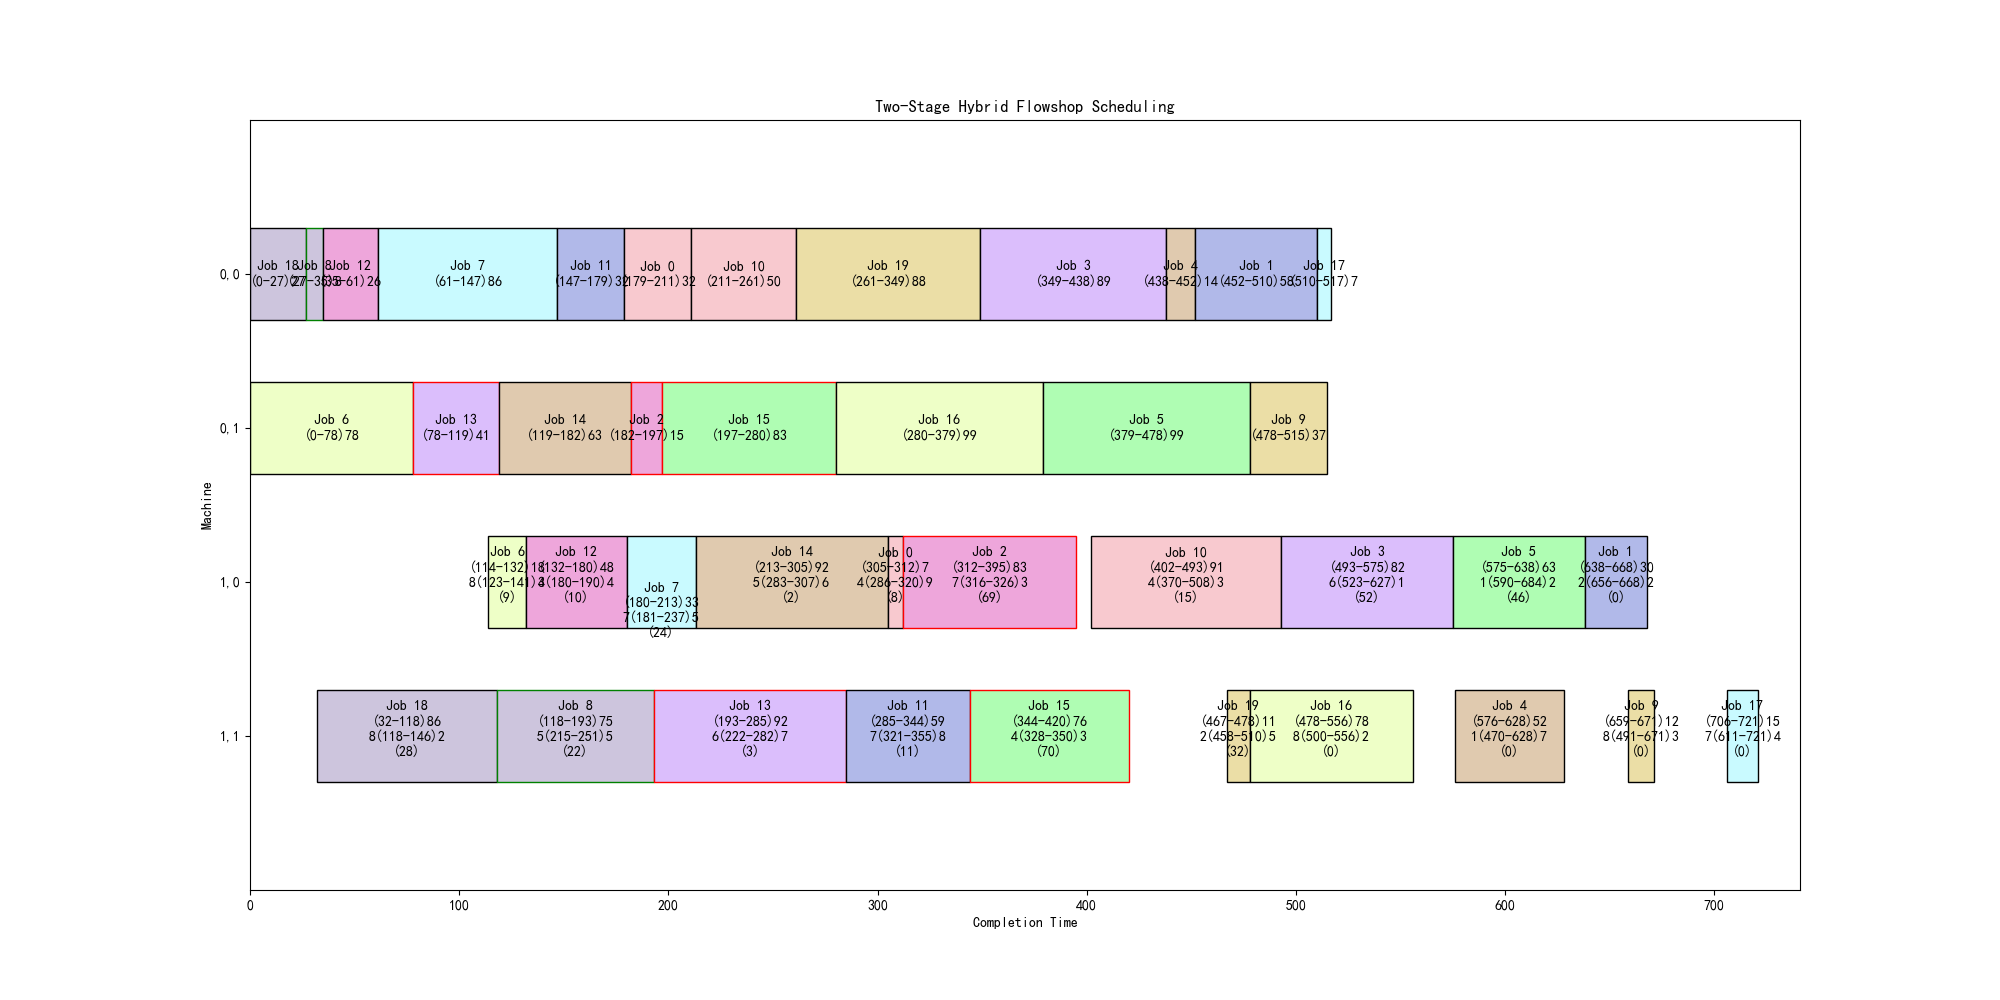 Two-Stage Hybrid Flowshop Scheduling
Machine
0,0
Job 18
(0-27)27
Job 8
(27-35)8
Job 12
(35-61)26
Job 7
(61-147)86
Job 11
(147-179)32
Job 0
(179-211)32
Job 10
(211-261)50
Job 19
(261-349)88
Job 3
(349-438)89
Job 4
(438-452)14
Job 1
(452-510)58
Job 17
(510-517)7
0,1
Job 6
(0-78)78
Job 13
(78-119)41
Job 14
(119-182)63
Job 2
(182-197)15
Job 15
(197-280)83
Job 16
(280-379)99
Job 5
(379-478)99
Job 9
(478-515)37
1,0
Job 6
(114-132)18
8(123-141)4
(9)
Job 12
(132-180)48
(180-190)4
(10)
Job 7
(180-213)33
7(181-237)5
(24)
Job 14
(213-305)92
5(283-307)6
(2)
Job 0
(305-312)7
4(286-320)9
(8)
Job 2
(312-395)83
7(316-326)3
(69)
Job 10
(402-493)91
4(370-508)3
(15)
Job 3
(493-575)82
6(523-627)1
(52)
Job 5
(575-638)63
1(590-684)2
(46)
Job 1
(638-668)30
2(656-668)2
(0)
1,1
Job 18
(32-118)86
8(118-146)2
(28)
Job 8
(118-193)75
5(215-251)5
(22)
Job 13
(193-285)92
6(222-282)7
(3)
Job 11
(285-344)59
7(321-355)8
(11)
Job 15
(344-420)76
4(328-350)3
(70)
Job 19
(467-478)11
2(458-510)5
(32)
Job 16
(478-556)78
8(500-556)2
(0)
Job 4
(576-628)52
1(470-628)7
(0)
Job 9
(659-671)12
8(491-671)3
(0)
Job 17
(706-721)15
7(611-721)4
(0)
0
100
200
300
400
500
600
700
Completion Time